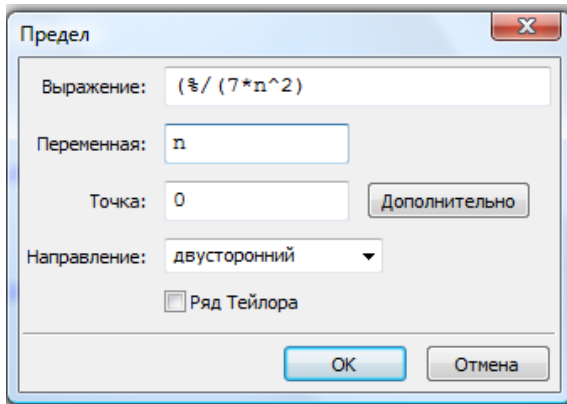 Предел
Выражение: (%/(7*n^2)
Переменная: n
Точка: 0 Дополнительно
Направление: двусторонний
Ряд Тейлора
OK Отмена